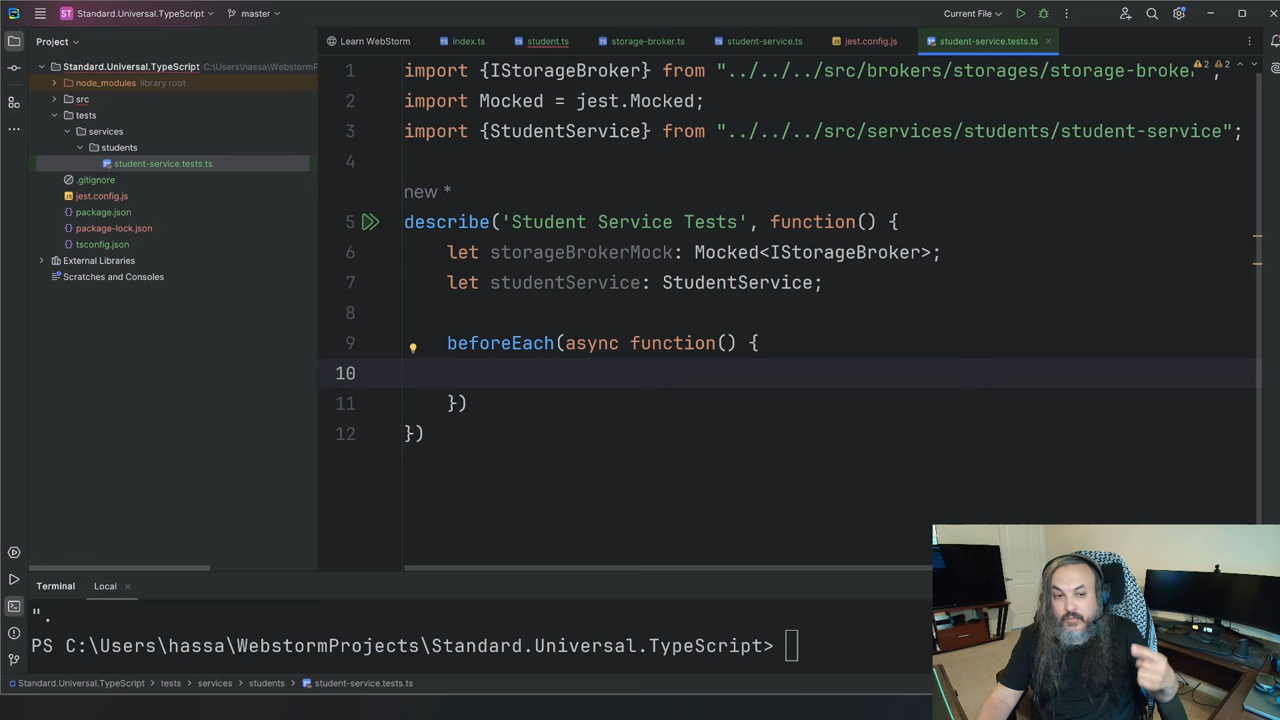 ST Standard.Universal.TypeScript master Current File
Project
Learn WebStorm index.ts student.ts storage-broker.ts student-service.ts jest.config.js student-service.tests.ts
Standard.Universal.TypeScript C:\Users\hassa\WebstormP
node_modules library root
src
tests
services
students
student-service.tests.ts
.gitignore
jest.config.js
package.json
package-lock.json
tsconfig.json
External Libraries
Scratches and Consoles
2 2
1 import {IStorageBroker} from "../../../src/brokers/storages/storage-broker";
2 import Mocked = jest.Mocked;
3 import {StudentService} from "../../../src/services/students/student-service";
4
new *
5 describe('Student Service Tests', function() {
6 let storageBrokerMock: Mocked<IStorageBroker>;
7 let studentService: StudentService;
8
9 beforeEach(async function() {
10
11 })
12 })
Terminal Local
".
PS C:\Users\hassa\WebstormProjects\Standard.Universal.TypeScript>
Standard.Universal.TypeScript > tests > services > students > student-service.tests.ts